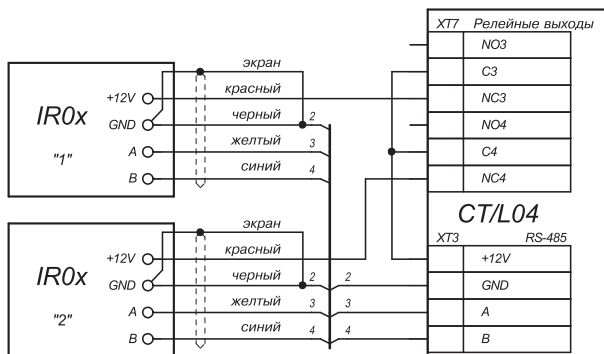 XT7 Релейные выходы
NO3
C3
NC3
NO4
C4
NC4
CT/L04
XT3 RS-485
+12V
GND
A
B
IR0x
"1"
+12V
GND
A
B
экран
красный
черный 2
желтый 3
синий 4
IR0x
"2"
+12V
GND
A
B
экран
красный
черный 2 2
желтый 3 3
синий 4 4